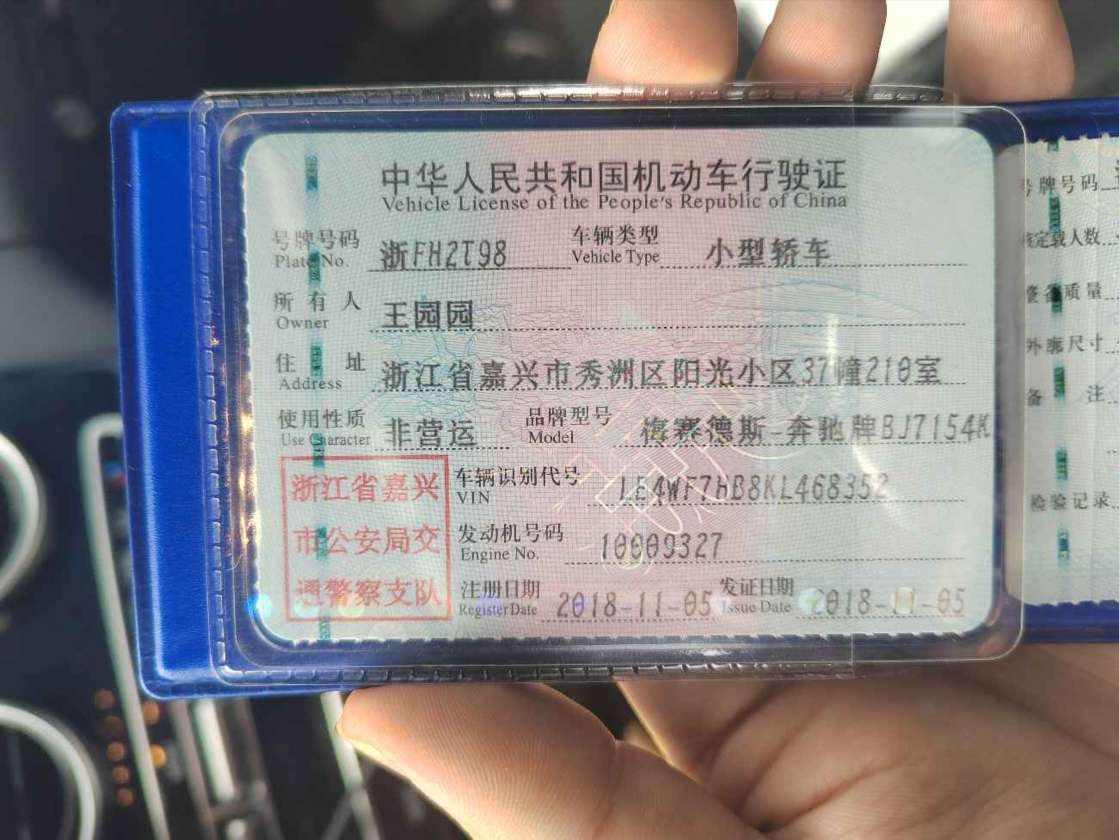 中华人民共和国机动车行驶证
Vehicle License of the People's Republic of China
号牌号码 浙FH2T98 车辆类型 小型轿车
Plate No. Vehicle Type
所有人 王园园
Owner
住址 浙江省嘉兴市秀洲区阳光小区37幢210室
Address
使用性质 非营运 品牌型号 梅赛德斯-奔驰牌BJ7154K
Use Character Model
浙江省嘉兴
市公安局交
通警察支队
车辆识别代号 LE4WF7HB8KL468352
VIN
发动机号码 10009327
Engine No.
注册日期 2018-11-05 发证日期 2018-11-05
Register Date Issue Date
号牌号码
核定载人数
整备质量
外廓尺寸
备注
检验记录